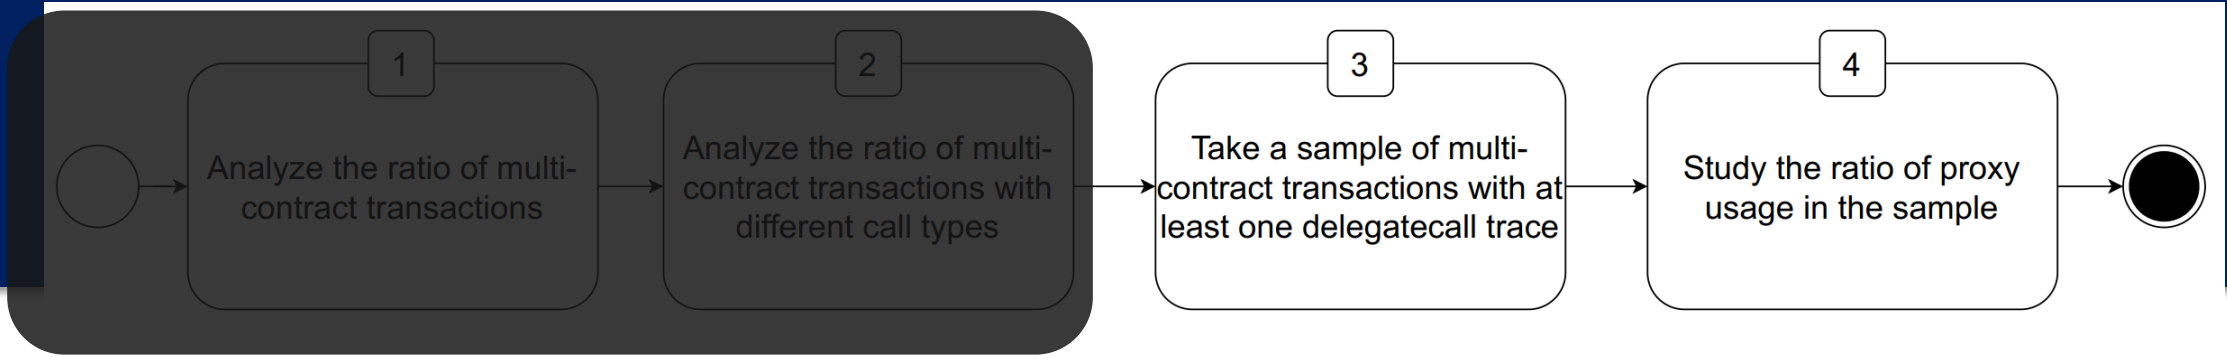 1
Analyze the ratio of multi-
contract transactions
2
Analyze the ratio of multi-
contract transactions with
different call types
3
Take a sample of multi-
contract transactions with at
least one delegatecall trace
4
Study the ratio of proxy
usage in the sample